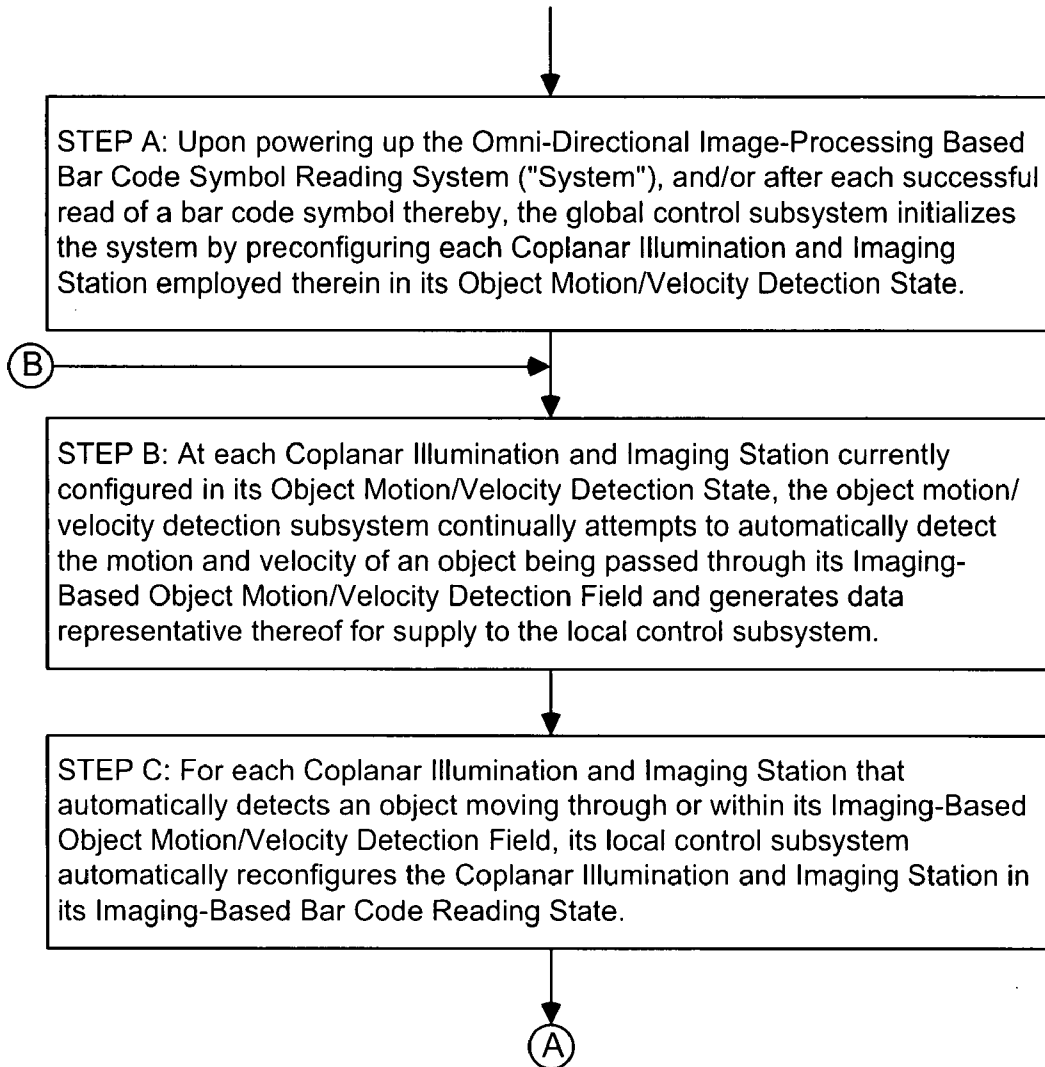 STEP A: Upon powering up the Omni-Directional Image-Processing Based
Bar Code Symbol Reading System ("System"), and/or after each successful
read of a bar code symbol thereby, the global control subsystem initializes
the system by preconfiguring each Coplanar Illumination and Imaging
Station employed therein in its Object Motion/Velocity Detection State.
B
STEP B: At each Coplanar Illumination and Imaging Station currently
configured in its Object Motion/Velocity Detection State, the object motion/
velocity detection subsystem continually attempts to automatically detect
the motion and velocity of an object being passed through its Imaging-
Based Object Motion/Velocity Detection Field and generates data
representative thereof for supply to the local control subsystem.
STEP C: For each Coplanar Illumination and Imaging Station that
automatically detects an object moving through or within its Imaging-Based
Object Motion/Velocity Detection Field, its local control subsystem
automatically reconfigures the Coplanar Illumination and Imaging Station in
its Imaging-Based Bar Code Reading State.
A